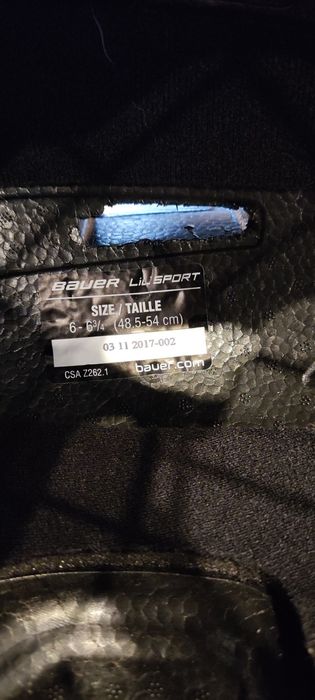 BAUER LIL SPORT
SIZE / TAILLE
6 - 6¾ (48.5-54 cm)
03 11 2017-002
CSA Z262.1 bauer.com